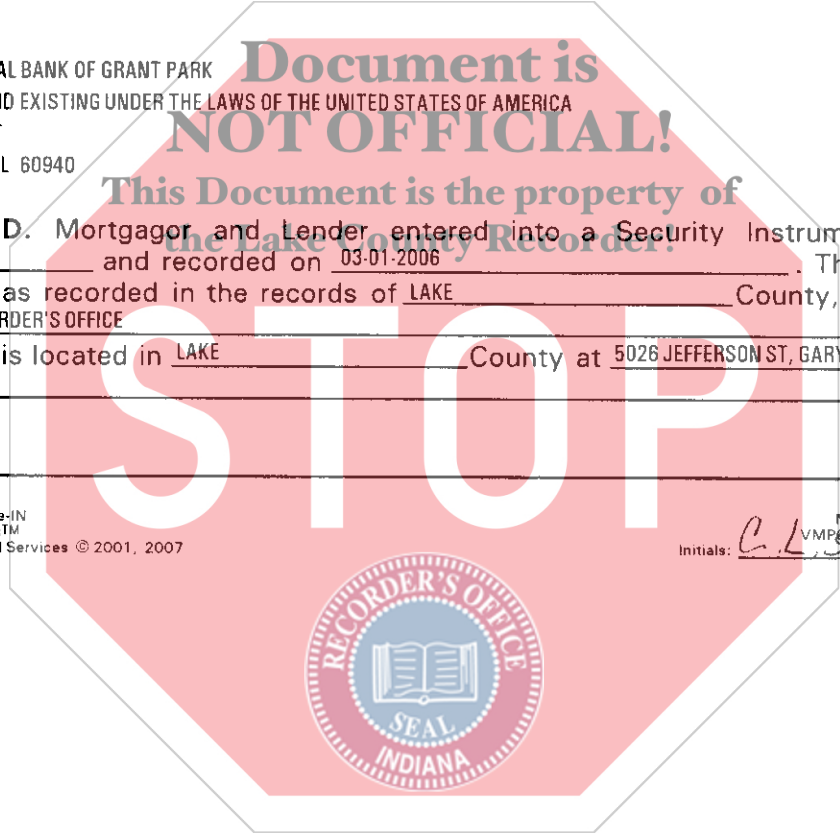 AL BANK OF GRANT PARK
Document is
D EXISTING UNDER THE LAWS OF THE UNITED STATES OF AMERICA
NOT OFFICIAL!
L 60940
This Document is the property of
the Lake County Recorder!
D. Mortgagor and Lender entered into a Security Instrum
and recorded on 03-01-2006 . Th
as recorded in the records of LAKE County,
RDER'S OFFICE
is located in LAKE County at 5026 JEFFERSON ST, GARY
STOP
e-IN
TM
l Services © 2001, 2007
Initials: C. L. VMP
RECORDER'S OFFICE
SEAL
INDIANA